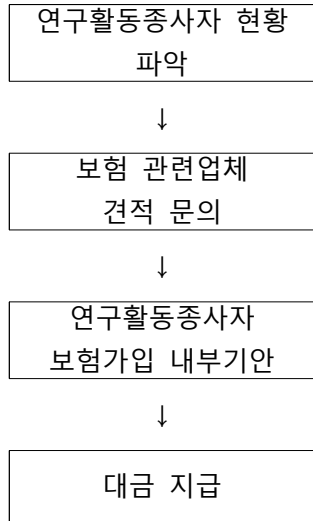 연구활동종사자 현황
파악
↓
보험 관련업체
견적 문의
↓
연구활동종사자
보험가입 내부기안
↓
대금 지급